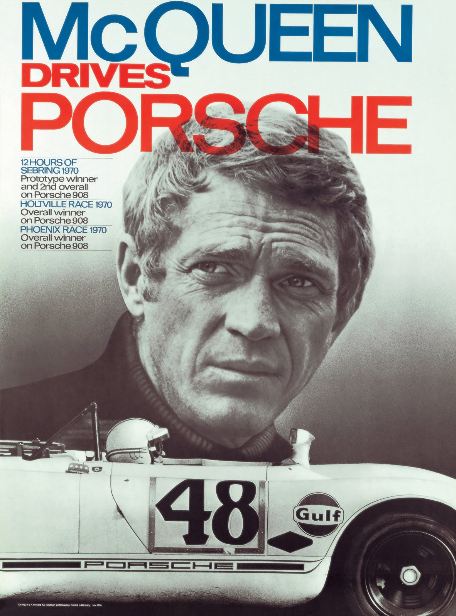 McQUEEN
DRIVES
PORSCHE
12 HOURS OF
SEBRING 1970
Prototype winner
and 2nd overall
on Porsche 908
HOLTVILLE RACE 1970
Overall winner
on Porsche 908
PHOENIX RACE 1970
Overall winner
on Porsche 908
48
Gulf
PORSCHE